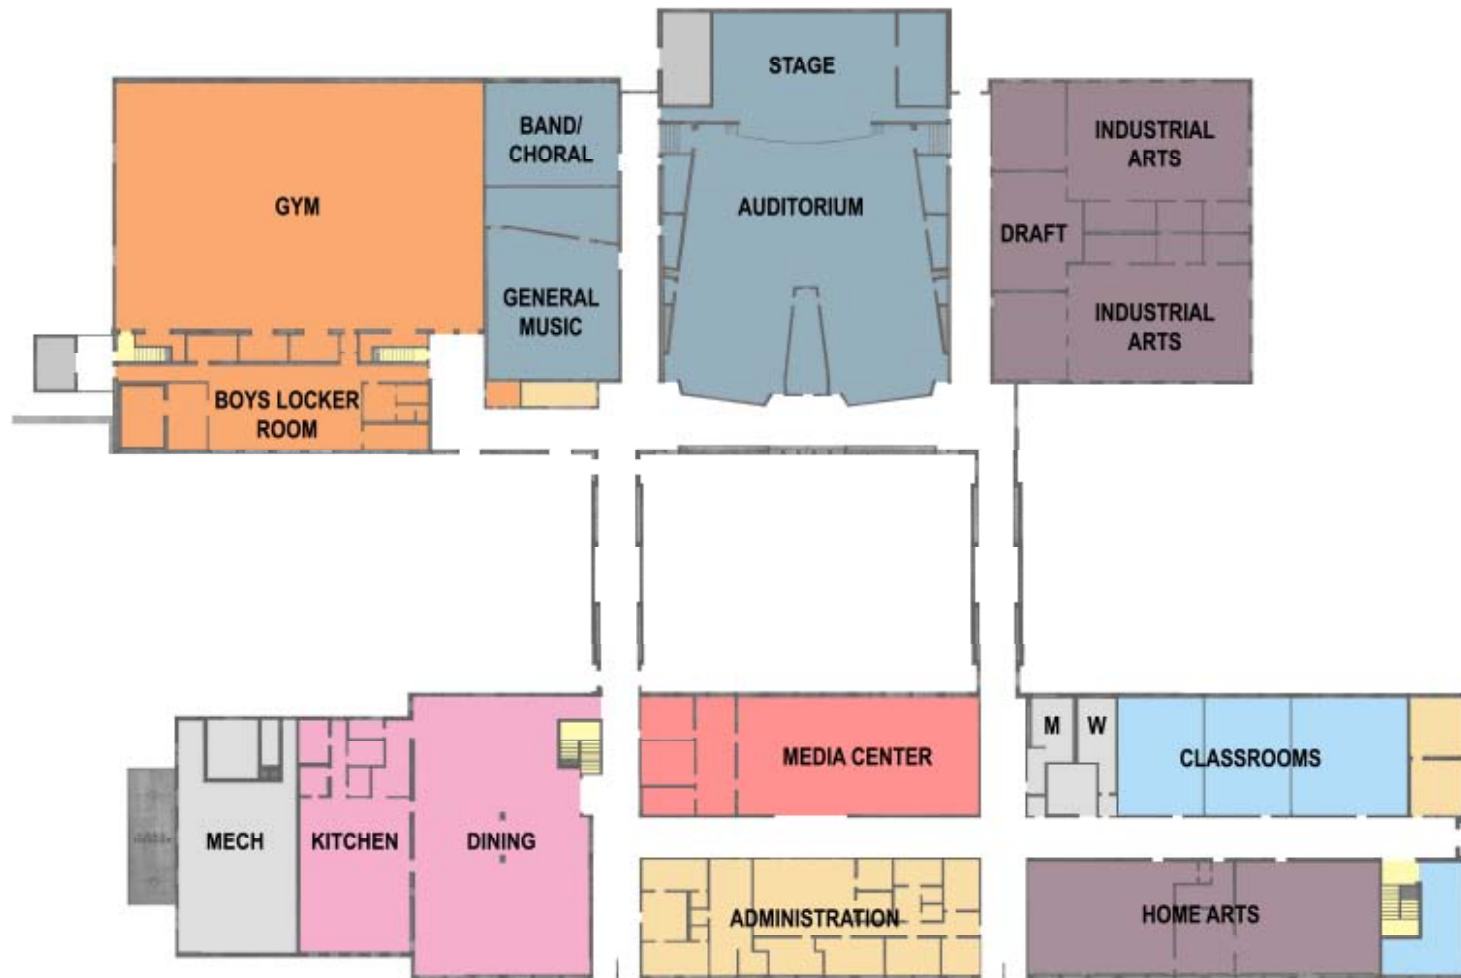 STAGE
BAND/
CHORAL
INDUSTRIAL
ARTS
GYM
AUDITORIUM
DRAFT
GENERAL
MUSIC
INDUSTRIAL
ARTS
BOYS LOCKER
ROOM
M
W
MEDIA CENTER
CLASSROOMS
MECH
KITCHEN
DINING
ADMINISTRATION
HOME ARTS